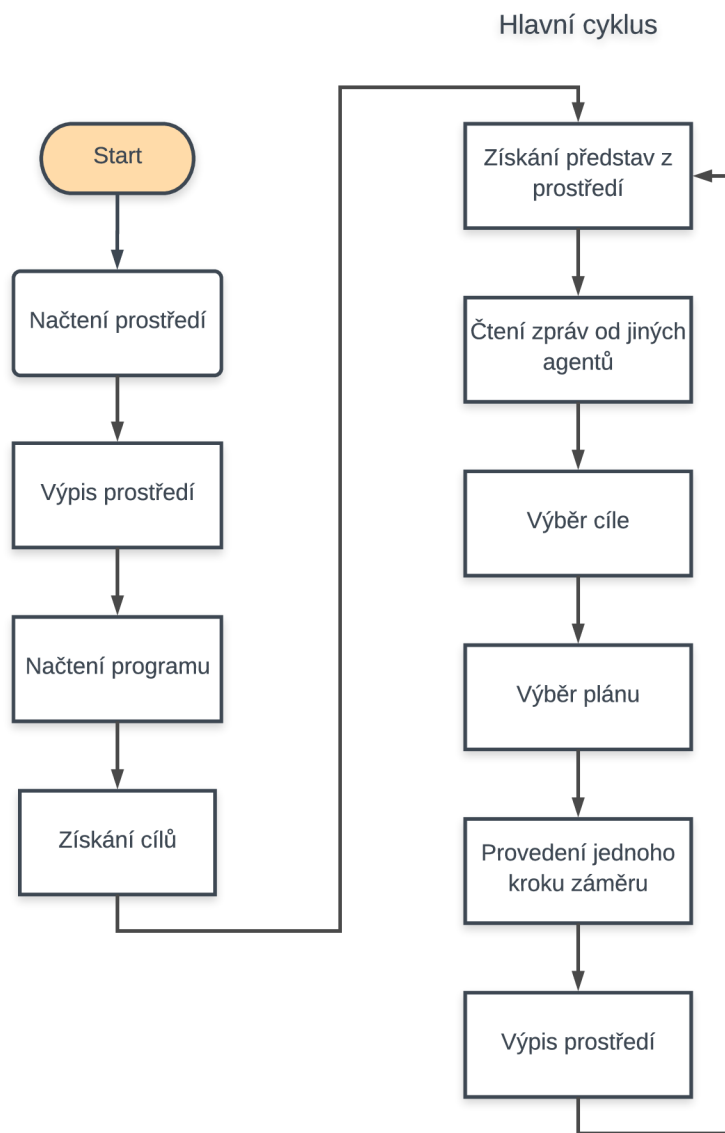 Hlavní cyklus
Start
Načtení prostředí
Výpis prostředí
Načtení programu
Získání cílů
Získání představ z
prostředí
Čtení zpráv od jiných
agentů
Výběr cíle
Výběr plánu
Provedení jednoho
kroku záměru
Výpis prostředí